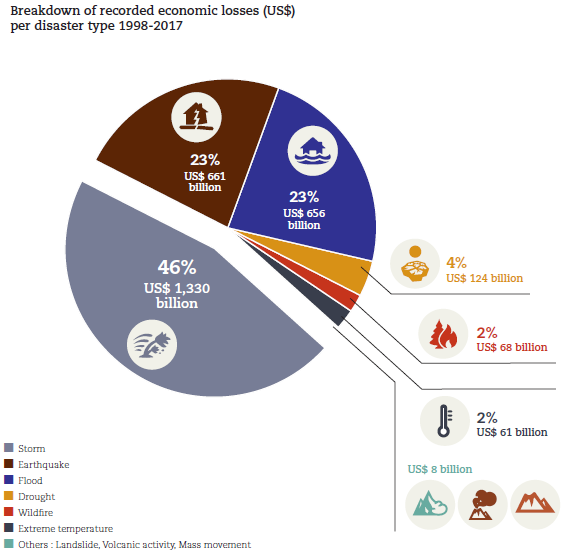 Breakdown of recorded economic losses (US$)
per disaster type 1998-2017
23%
US$ 661
billion
23%
US$ 656
billion
46%
US$ 1,330
billion
4%
US$ 124 billion
2%
US$ 68 billion
2%
US$ 61 billion
US$ 8 billion
Storm
Earthquake
Flood
Drought
Wildfire
Extreme temperature
Others : Landslide, Volcanic activity, Mass movement